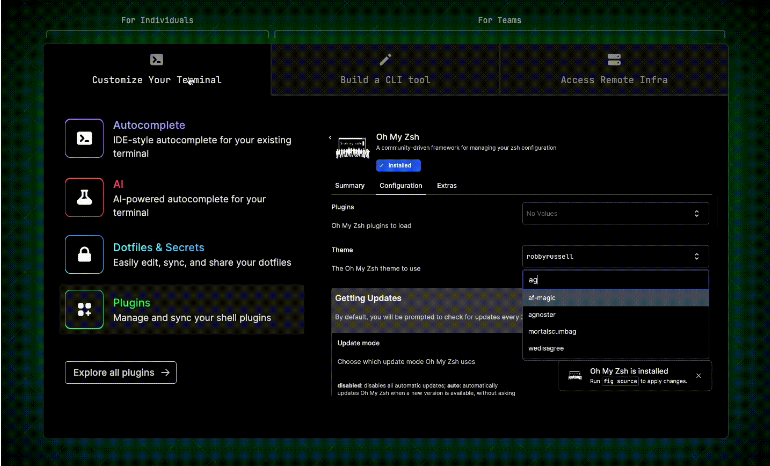 For Individuals
For Teams
Customize Your Terminal
Build a CLI tool
Access Remote Infra
Autocomplete
IDE-style autocomplete for your existing
terminal
AI
AI-powered autocomplete for your
terminal
Dotfiles & Secrets
Easily edit, sync, and share your dotfiles
Plugins
Manage and sync your shell plugins
Explore all plugins →
Oh My Zsh
A community-driven framework for managing your zsh configuration
✓ Installed
Summary
Configuration
Extras
Plugins
Oh My Zsh plugins to load
No Values
Theme
The Oh My Zsh theme to use
robbyrussell
ag
af-magic
agnoster
mortalscumbag
wedisagree
Getting Updates
By default, you will be prompted to check for updates every
Update mode
Choose which update mode Oh My Zsh uses
disabled: disables all automatic updates; auto: automatically
updates Oh My Zsh when a new version is available, without asking
Oh My Zsh is installed
Run fig source to apply changes.